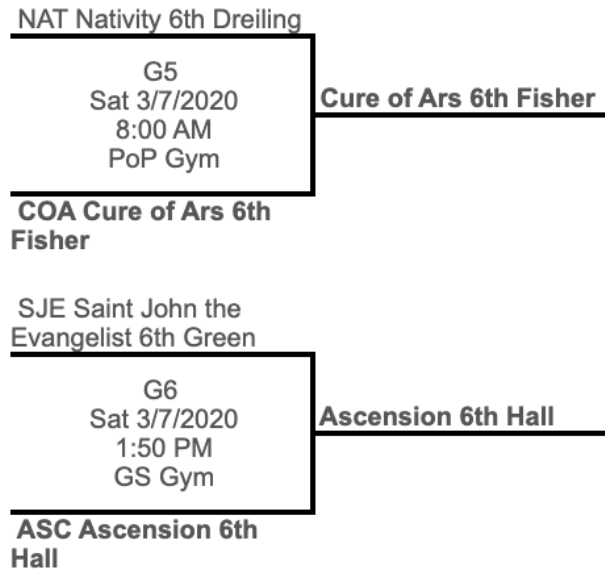 NAT Nativity 6th Dreiling
G5
Sat 3/7/2020
8:00 AM
PoP Gym
Cure of Ars 6th Fisher
COA Cure of Ars 6th
Fisher
SJE Saint John the
Evangelist 6th Green
G6
Sat 3/7/2020
1:50 PM
GS Gym
Ascension 6th Hall
ASC Ascension 6th
Hall